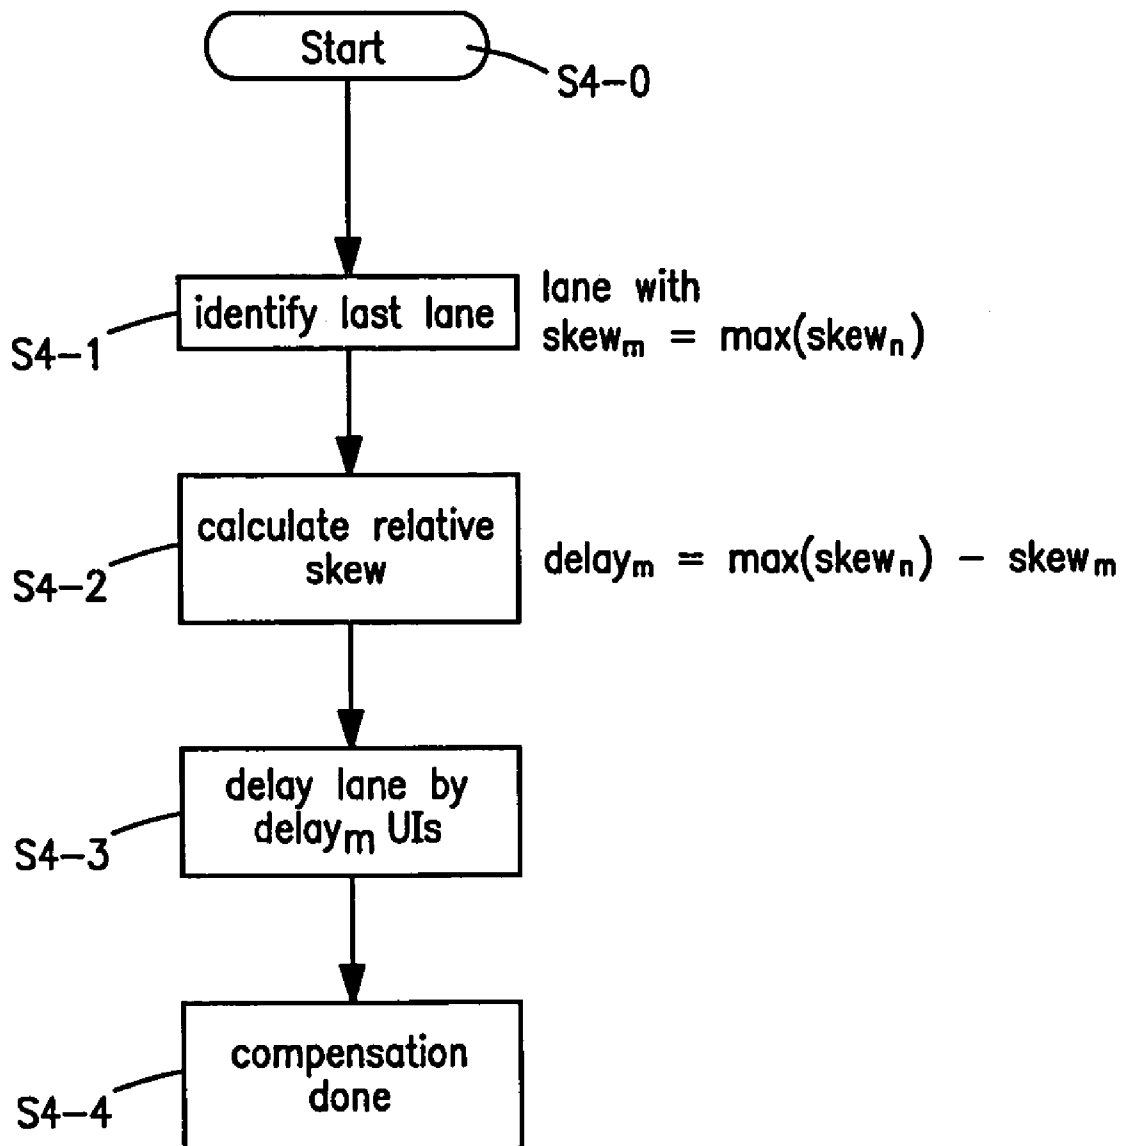 Start
S4-0
identify last lane
lane with
skewm = max(skewn)
S4-1
calculate relative
skew
delaym = max(skewn) - skewm
S4-2
delay lane by
delaym UIs
S4-3
compensation
done
S4-4